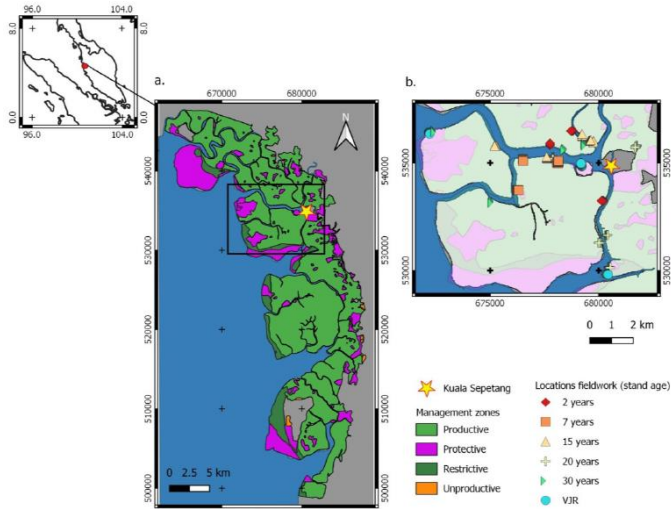 96.0 104.0
8.0 8.0
0.0 0.0
96.0 104.0
a.
670000 680000
N
540000
530000
520000
510000
500000
0 2.5 5 km
670000 680000
540000
530000
520000
510000
500000
b.
675000 680000
535000 535000
530000 530000
675000 680000
0 1 2 km
Kuala Sepetang
Management zones
Productive
Protective
Restrictive
Unproductive
Locations fieldwork (stand age)
2 years
7 years
15 years
20 years
30 years
VJR